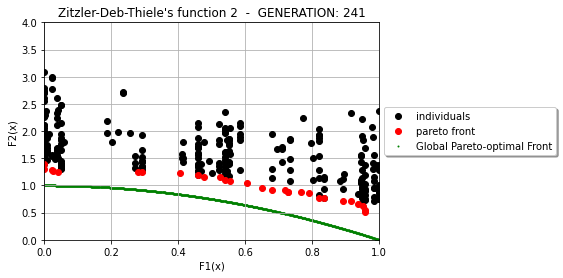 Zitzler-Deb-Thiele's function 2 - GENERATION: 241
4.0
3.5
3.0
2.5
2.0
1.5
1.0
0.5
0.0
F2(x)
0.0 0.2 0.4 0.6 0.8 1.0
F1(x)
individuals
pareto front
Global Pareto-optimal Front